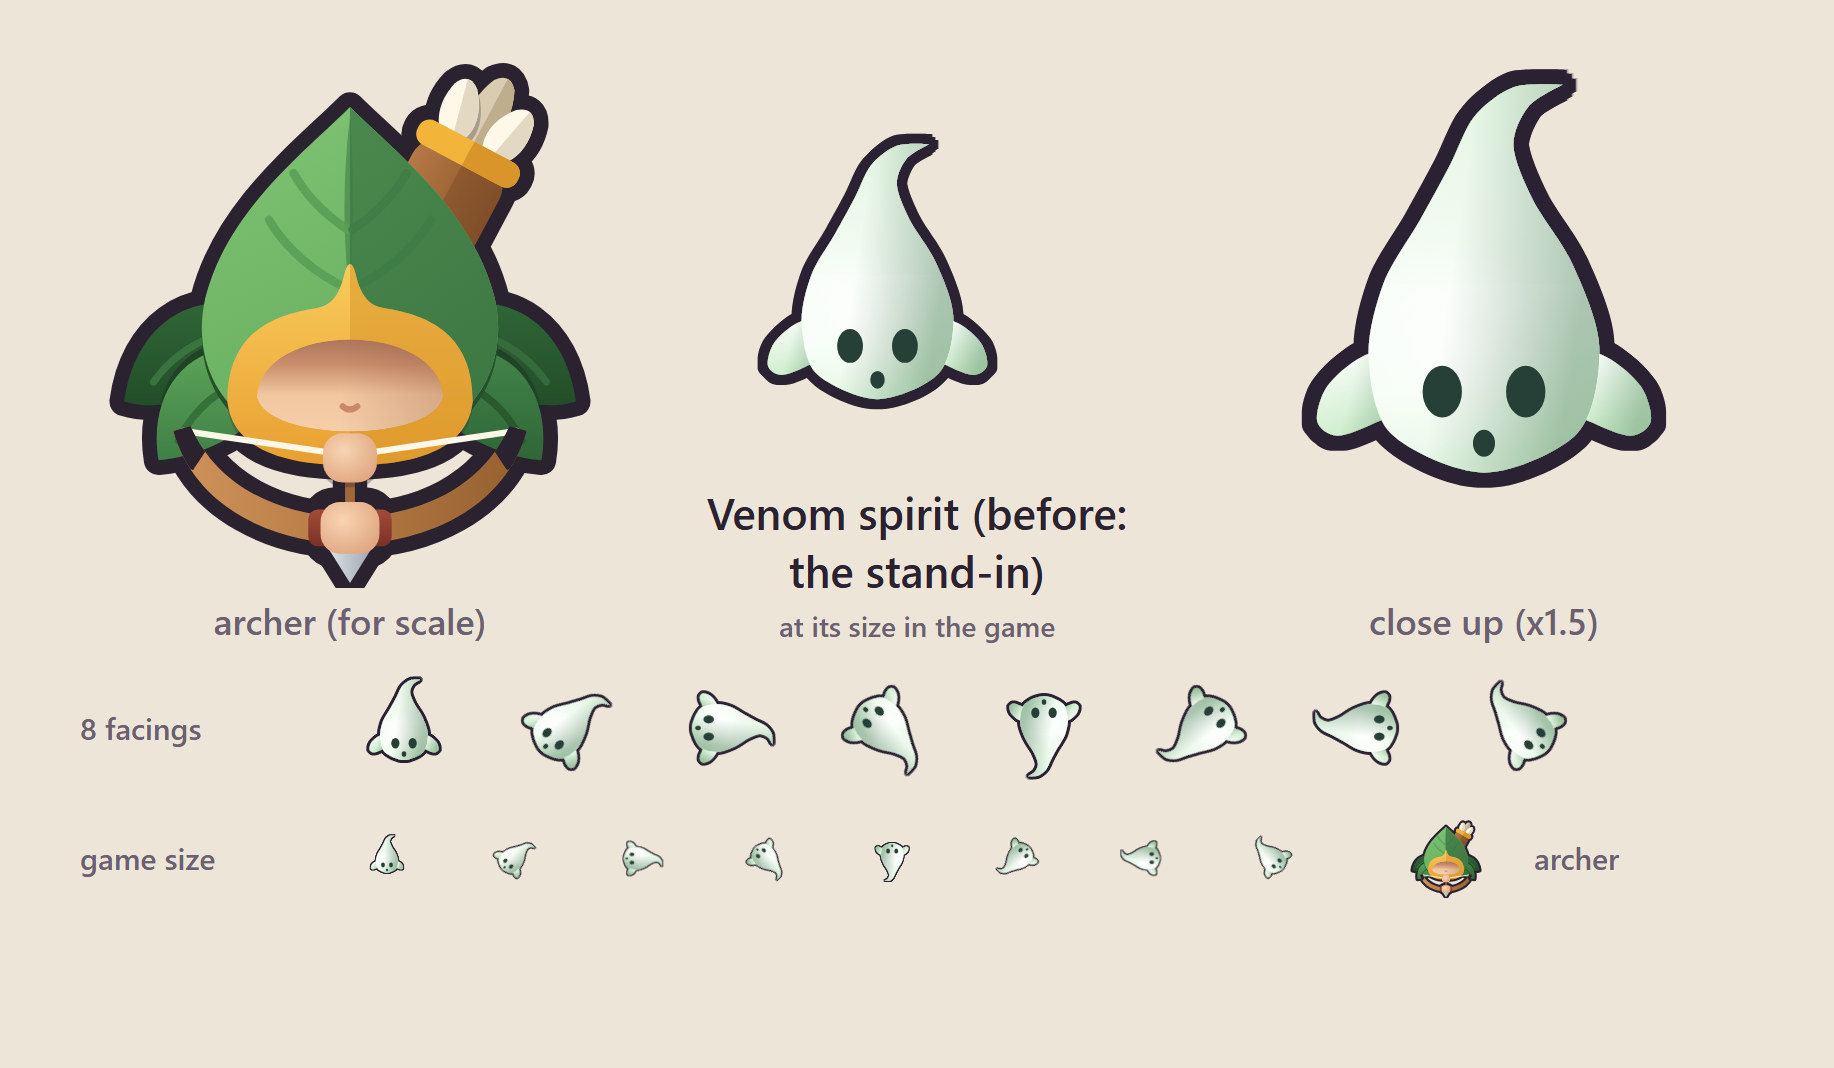 Venom spirit (before:
the stand-in)
archer (for scale)
at its size in the game
close up (x1.5)
8 facings
game size
archer